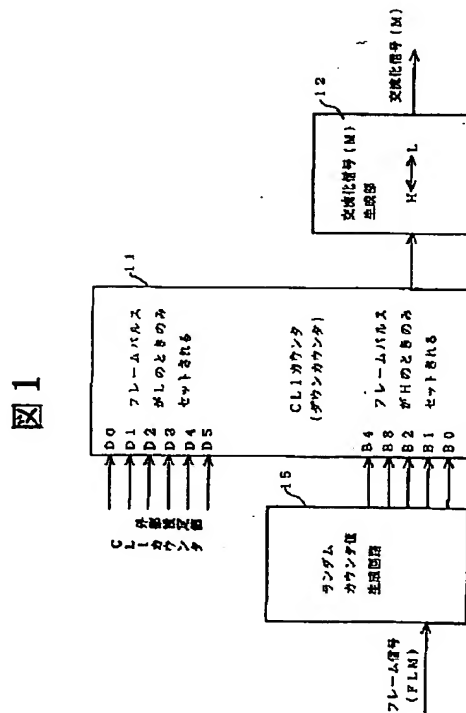 図1
11
D0
D1
D2
D3
D4
D5
フレームパルス
がLのときのみ
セットされる
CL1カウンタ
外部設定値
CL1カウンタ
(ダウンカウンタ)
B4
B8
B2
B1
B0
フレームパルス
がHのときのみ
セットされる
12
交流化信号(M)
生成部
H⟷L
交流化信号(M)
15
ランダム
カウンタ値
生成回路
フレーム信号
(FLM)